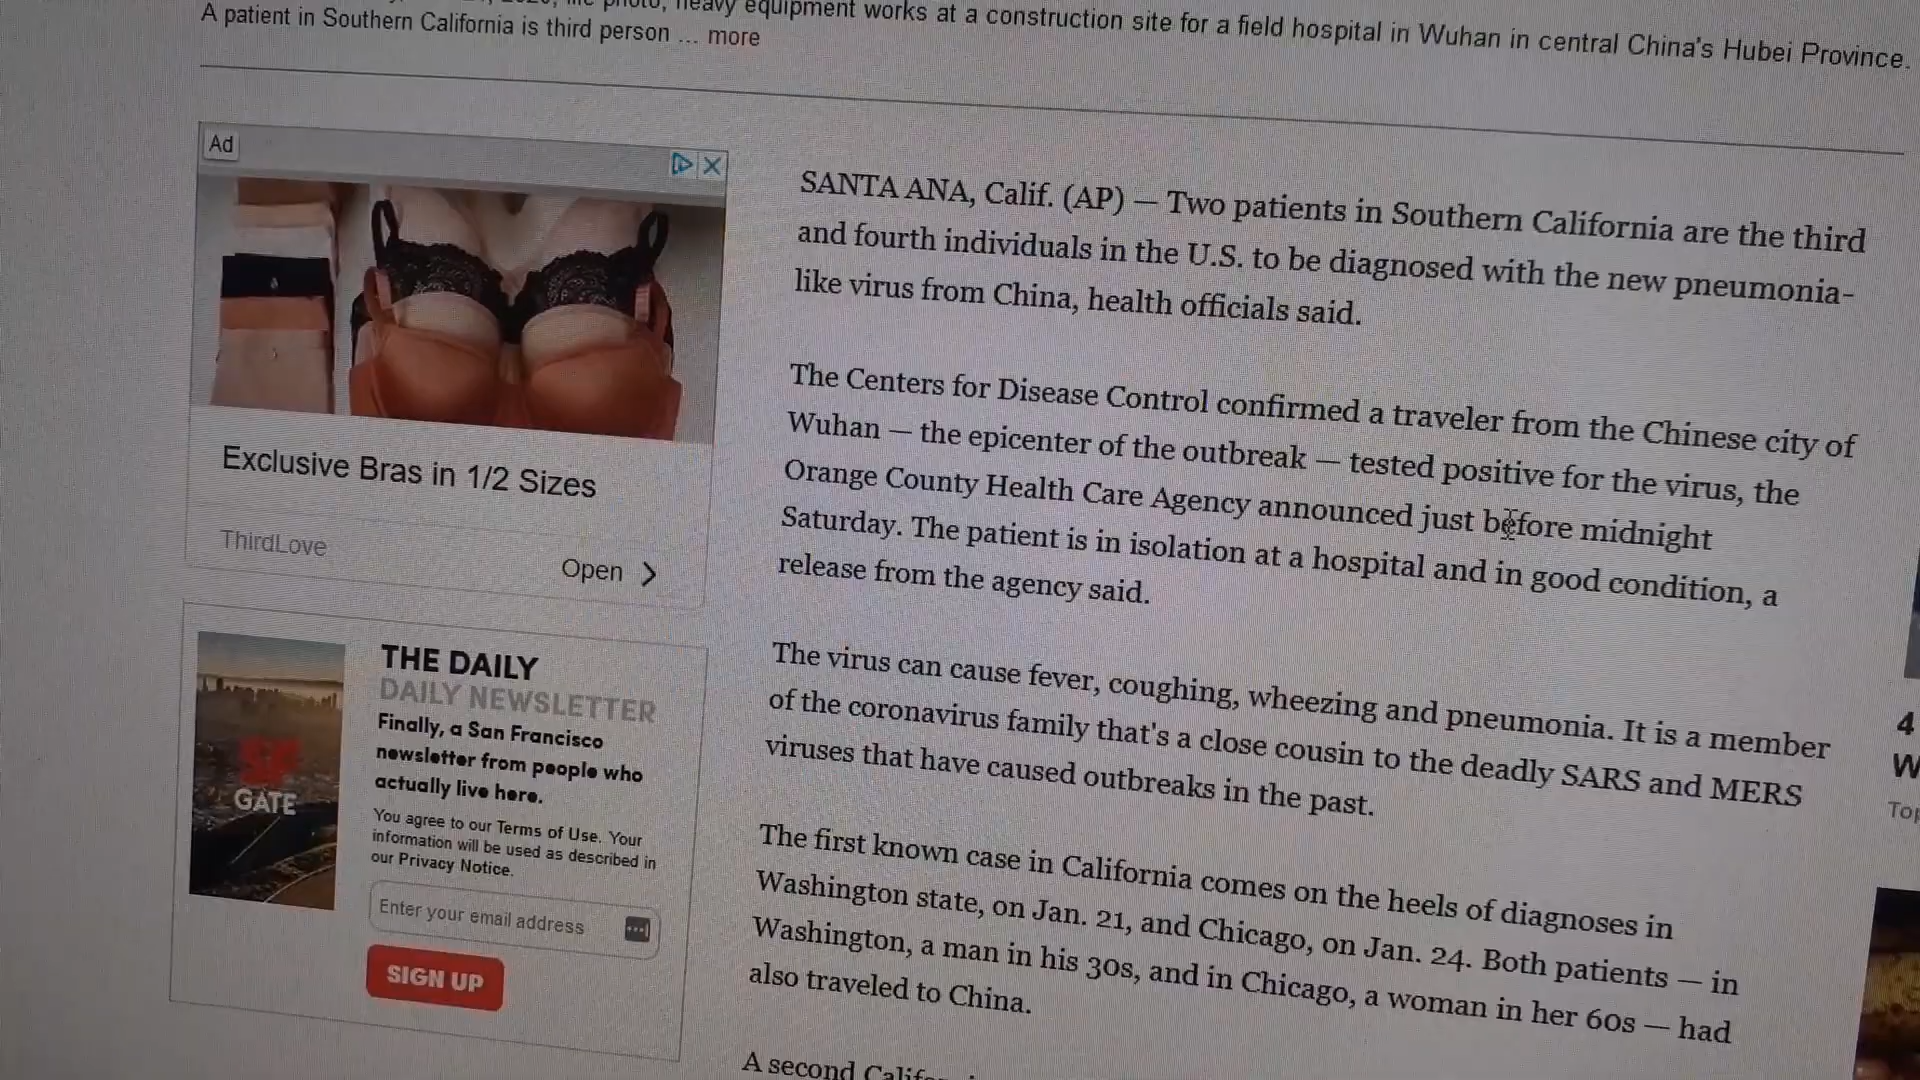 heavy equipment works at a construction site for a field hospital in Wuhan in central China's Hubei Province.
A patient in Southern California is third person ... more
Ad
Exclusive Bras in 1/2 Sizes
ThirdLove
Open
THE DAILY
DAILY NEWSLETTER
Finally, a San Francisco
newsletter from people who
actually live here.
You agree to our Terms of Use. Your
information will be used as described in
our Privacy Notice.
Enter your email address
SIGN UP
SF
GATE
SANTA ANA, Calif. (AP) — Two patients in Southern California are the third
and fourth individuals in the U.S. to be diagnosed with the new pneumonia-
like virus from China, health officials said.
The Centers for Disease Control confirmed a traveler from the Chinese city of
Wuhan — the epicenter of the outbreak — tested positive for the virus, the
Orange County Health Care Agency announced just before midnight
Saturday. The patient is in isolation at a hospital and in good condition, a
release from the agency said.
The virus can cause fever, coughing, wheezing and pneumonia. It is a member
of the coronavirus family that's a close cousin to the deadly SARS and MERS
viruses that have caused outbreaks in the past.
The first known case in California comes on the heels of diagnoses in
Washington state, on Jan. 21, and Chicago, on Jan. 24. Both patients — in
Washington, a man in his 30s, and in Chicago, a woman in her 60s — had
also traveled to China.
A second
4
W
Top